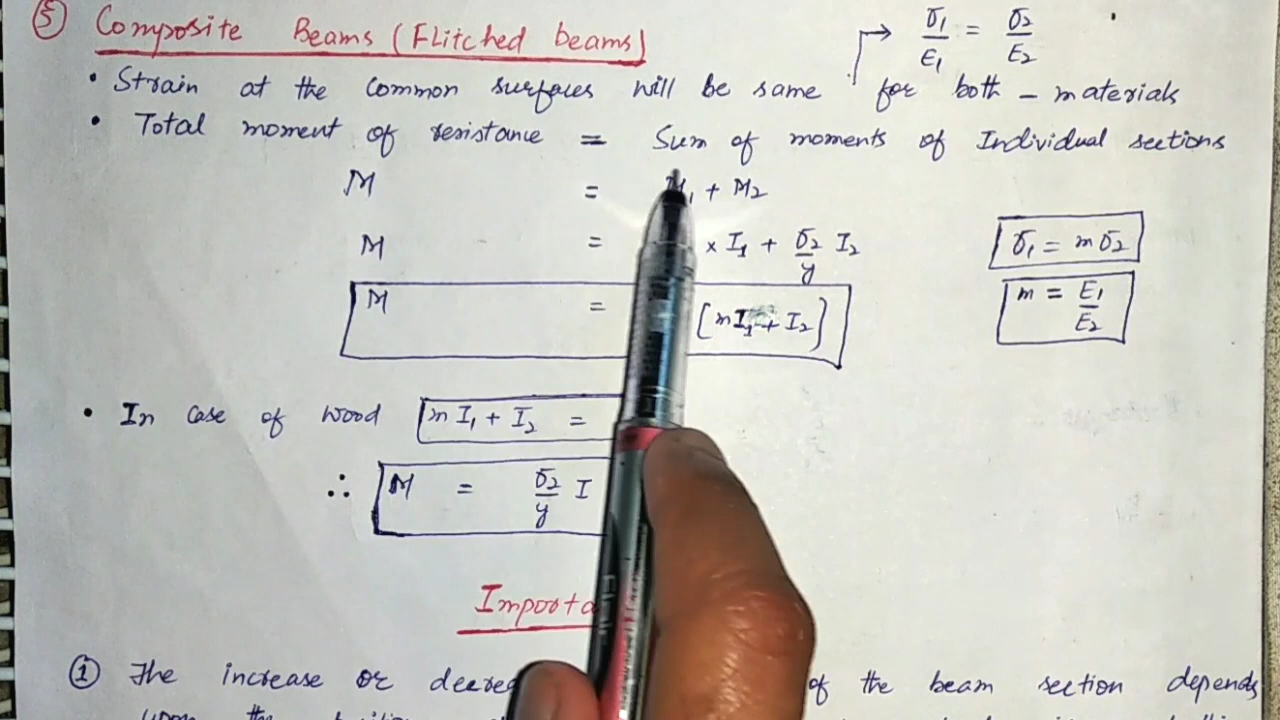 ⑤ Composite Beams (Flitched beams)
σ1/E1 = σ2/E2
• Strain at the common surfaces will be same for both - materials
• Total moment of resistance = Sum of moments of Individual sections
M = M1 + M2
M = × I1 + σ2/y I2
σ1 = mσ2
M = [mI1 + I2]
m = E1/E2
• In case of wood mI1 + I2 =
∴ M = σ2/y I
① The increase or of the beam section depends
upon the